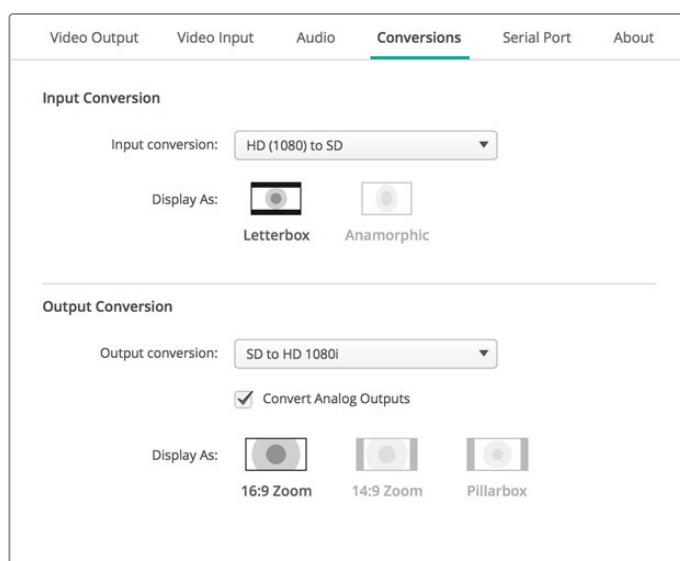 Video Output Video Input Audio Conversions Serial Port About
Input Conversion
Input conversion: HD (1080) to SD
Display As:
Letterbox Anamorphic
Output Conversion
Output conversion: SD to HD 1080i
Convert Analog Outputs
Display As:
16:9 Zoom 14:9 Zoom Pillarbox